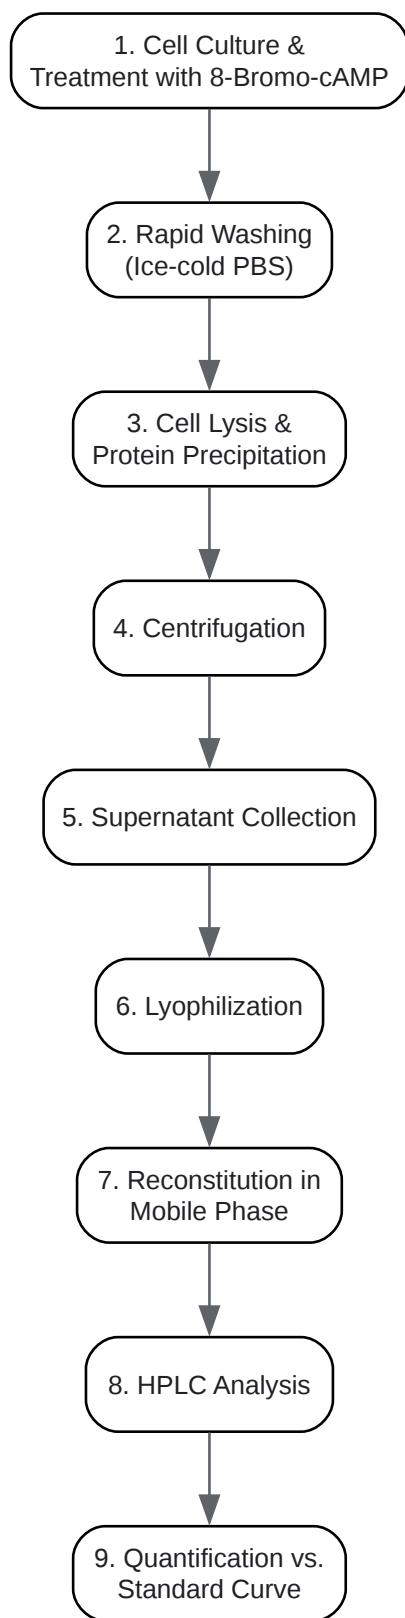 1. Cell Culture &
Treatment with 8-Bromo-cAMP
2. Rapid Washing
(Ice-cold PBS)
3. Cell Lysis &
Protein Precipitation
4. Centrifugation
5. Supernatant Collection
6. Lyophilization
7. Reconstitution in
Mobile Phase
8. HPLC Analysis
9. Quantification vs.
Standard Curve